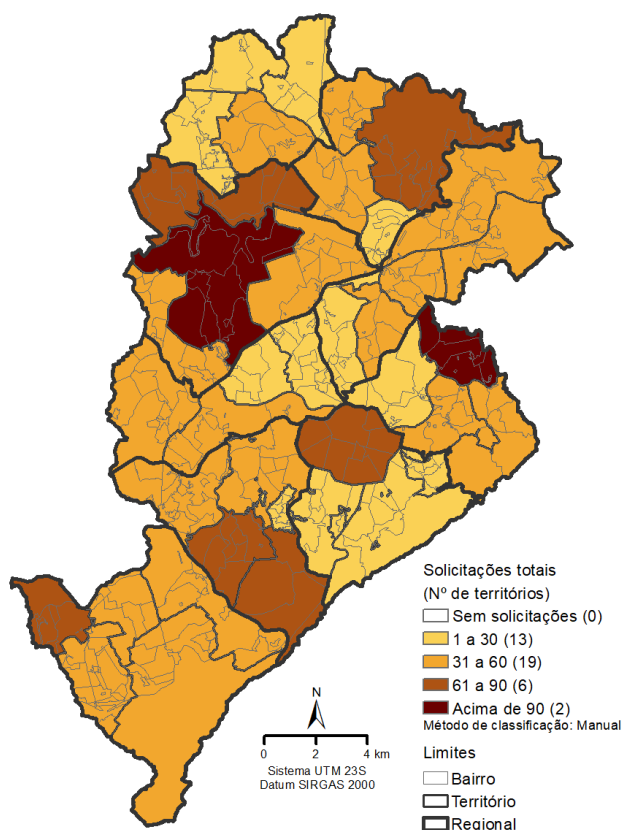 Solicitações totais
(Nº de territórios)
Sem solicitações (0)
1 a 30 (13)
31 a 60 (19)
61 a 90 (6)
Acima de 90 (2)
Método de classificação: Manual
Limites
Bairro
Território
Regional
N
0 2 4 km
Sistema UTM 23S
Datum SIRGAS 2000